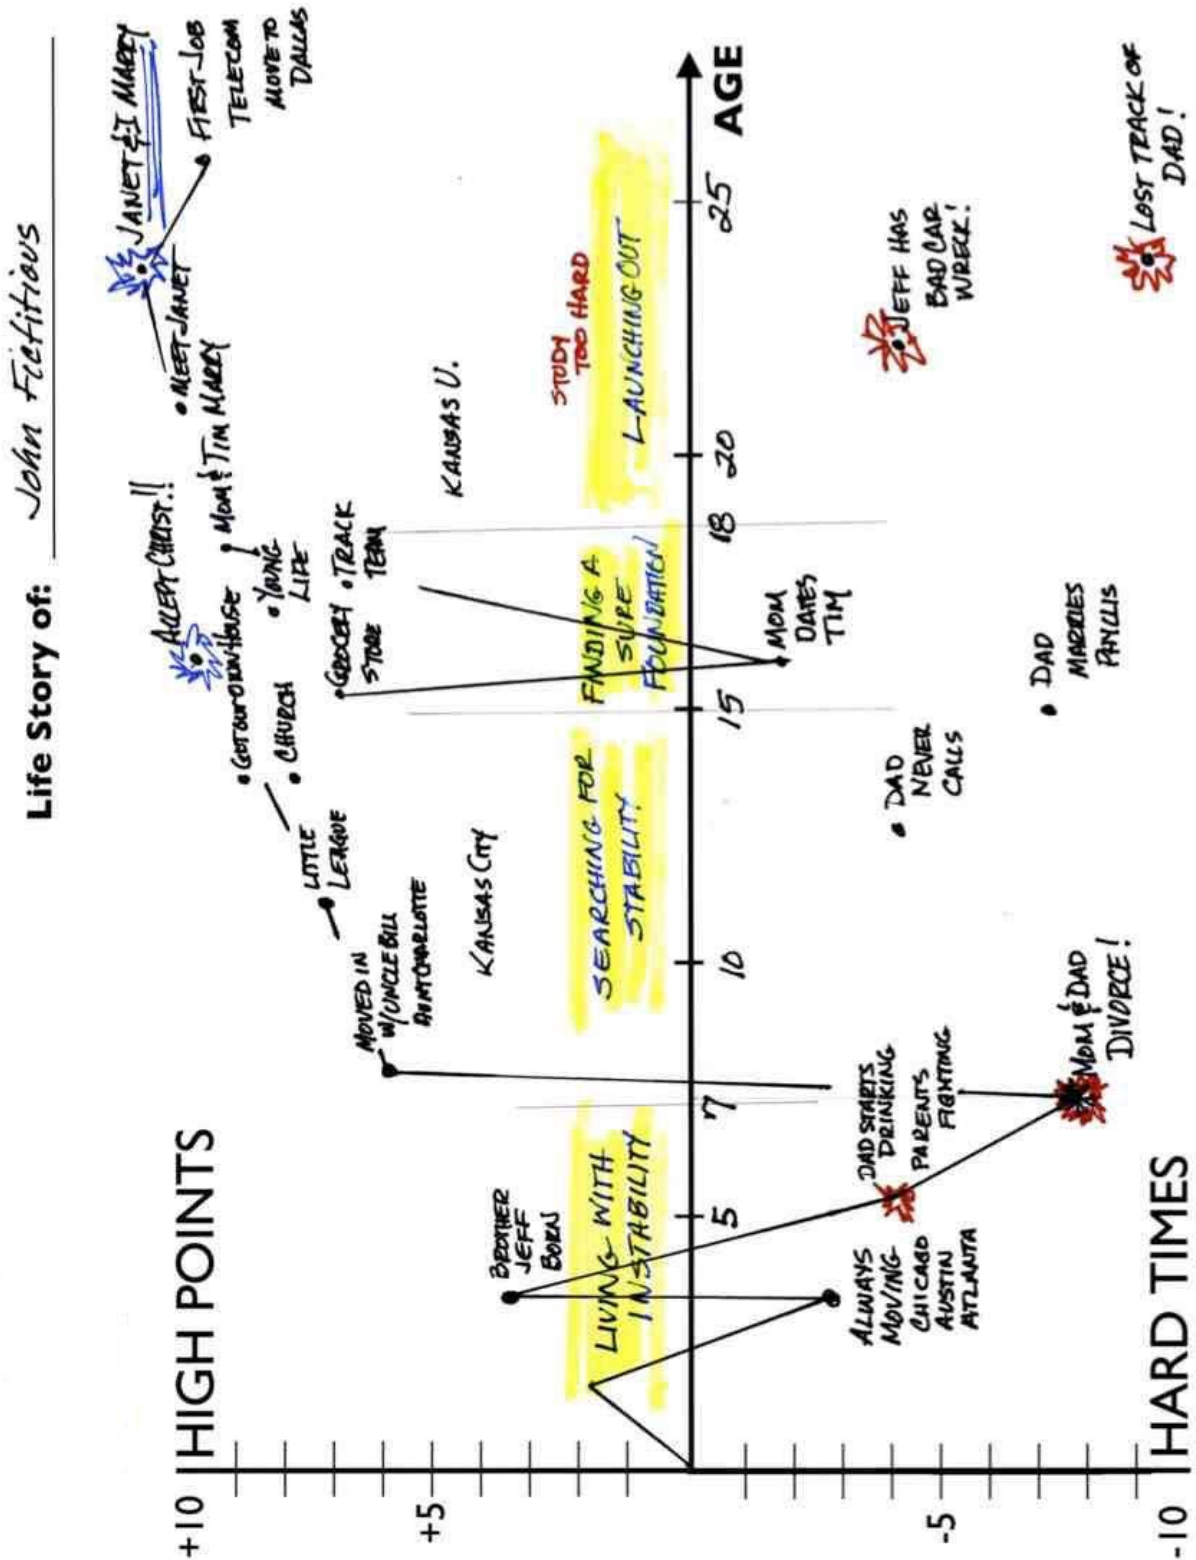 Life Story of: John Fictitious
+10
HIGH POINTS
+5
-5
-10
HARD TIMES
AGE
5
7
10
15
18
20
25
LIVING WITH
INSTABILITY
SEARCHING FOR
STABILITY
FINDING A
SURE
FOUNDATION
LAUNCHING OUT
STUDY
TOO HARD
BROTHER
JEFF
BORN
MOVED IN
W/UNCLE BILL
AUNT CHARLOTTE
KANSAS CITY
LITTLE
LEAGUE
GOT OUR OWN HOUSE
CHURCH
ACCEPT CHRIST!!
GROCERY
STORE
YOUNG
LIFE
TRACK
TEAM
MOM & TIM MARRY
KANSAS U.
MEET JANET
JANET & I MARRY
FIRST JOB
TELECOM
MOVE TO
DALLAS
ALWAYS
MOVING
CHICAGO
AUSTIN
ATLANTA
DAD STARTS
DRINKING
PARENTS
FIGHTING
MOM & DAD
DIVORCE!
DAD
NEVER
CALLS
DAD
MARRIES
PHYLLIS
MOM
DATES
TIM
JEFF HAS
BAD CAR
WRECK!
LOST TRACK OF
DAD!